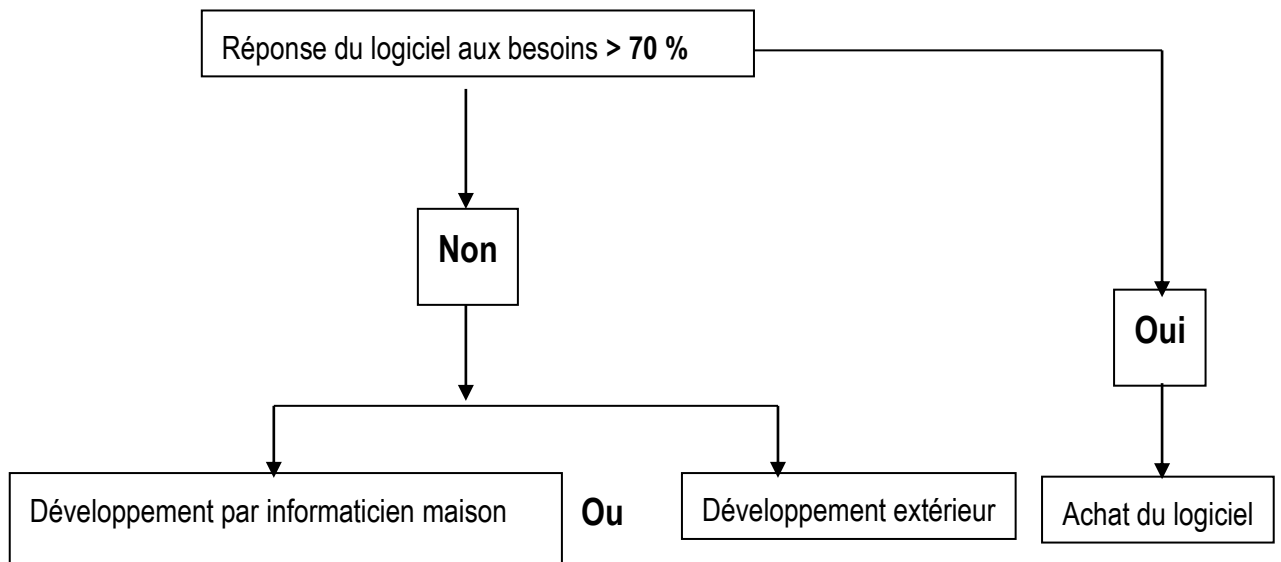 Réponse du logiciel aux besoins > 70 %
Non
Oui
Développement par informaticien maison
Ou
Développement extérieur
Achat du logiciel